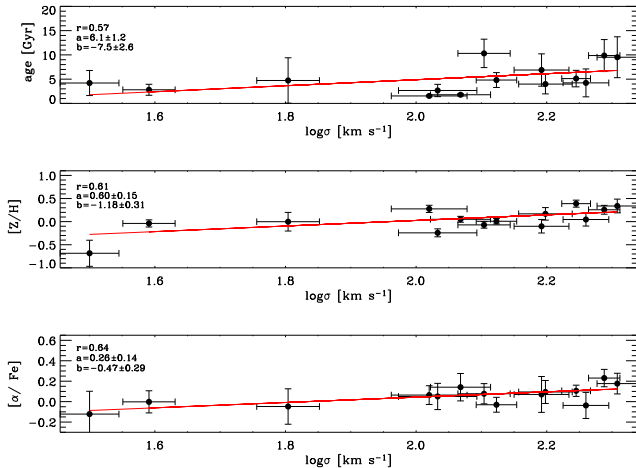 20
15
10
5
0
age [Gyr]
r=0.57
a=6.1±1.2
b=−7.5±2.6
1.6 1.8 2.0 2.2
logσ [km s⁻¹]
1.0
0.5
0.0
−0.5
−1.0
[Z/H]
r=0.61
a=0.60±0.15
b=−1.18±0.31
1.6 1.8 2.0 2.2
logσ [km s⁻¹]
0.6
0.4
0.2
0.0
−0.2
[α/ Fe]
r=0.64
a=0.26±0.14
b=−0.47±0.29
1.6 1.8 2.0 2.2
logσ [km s⁻¹]